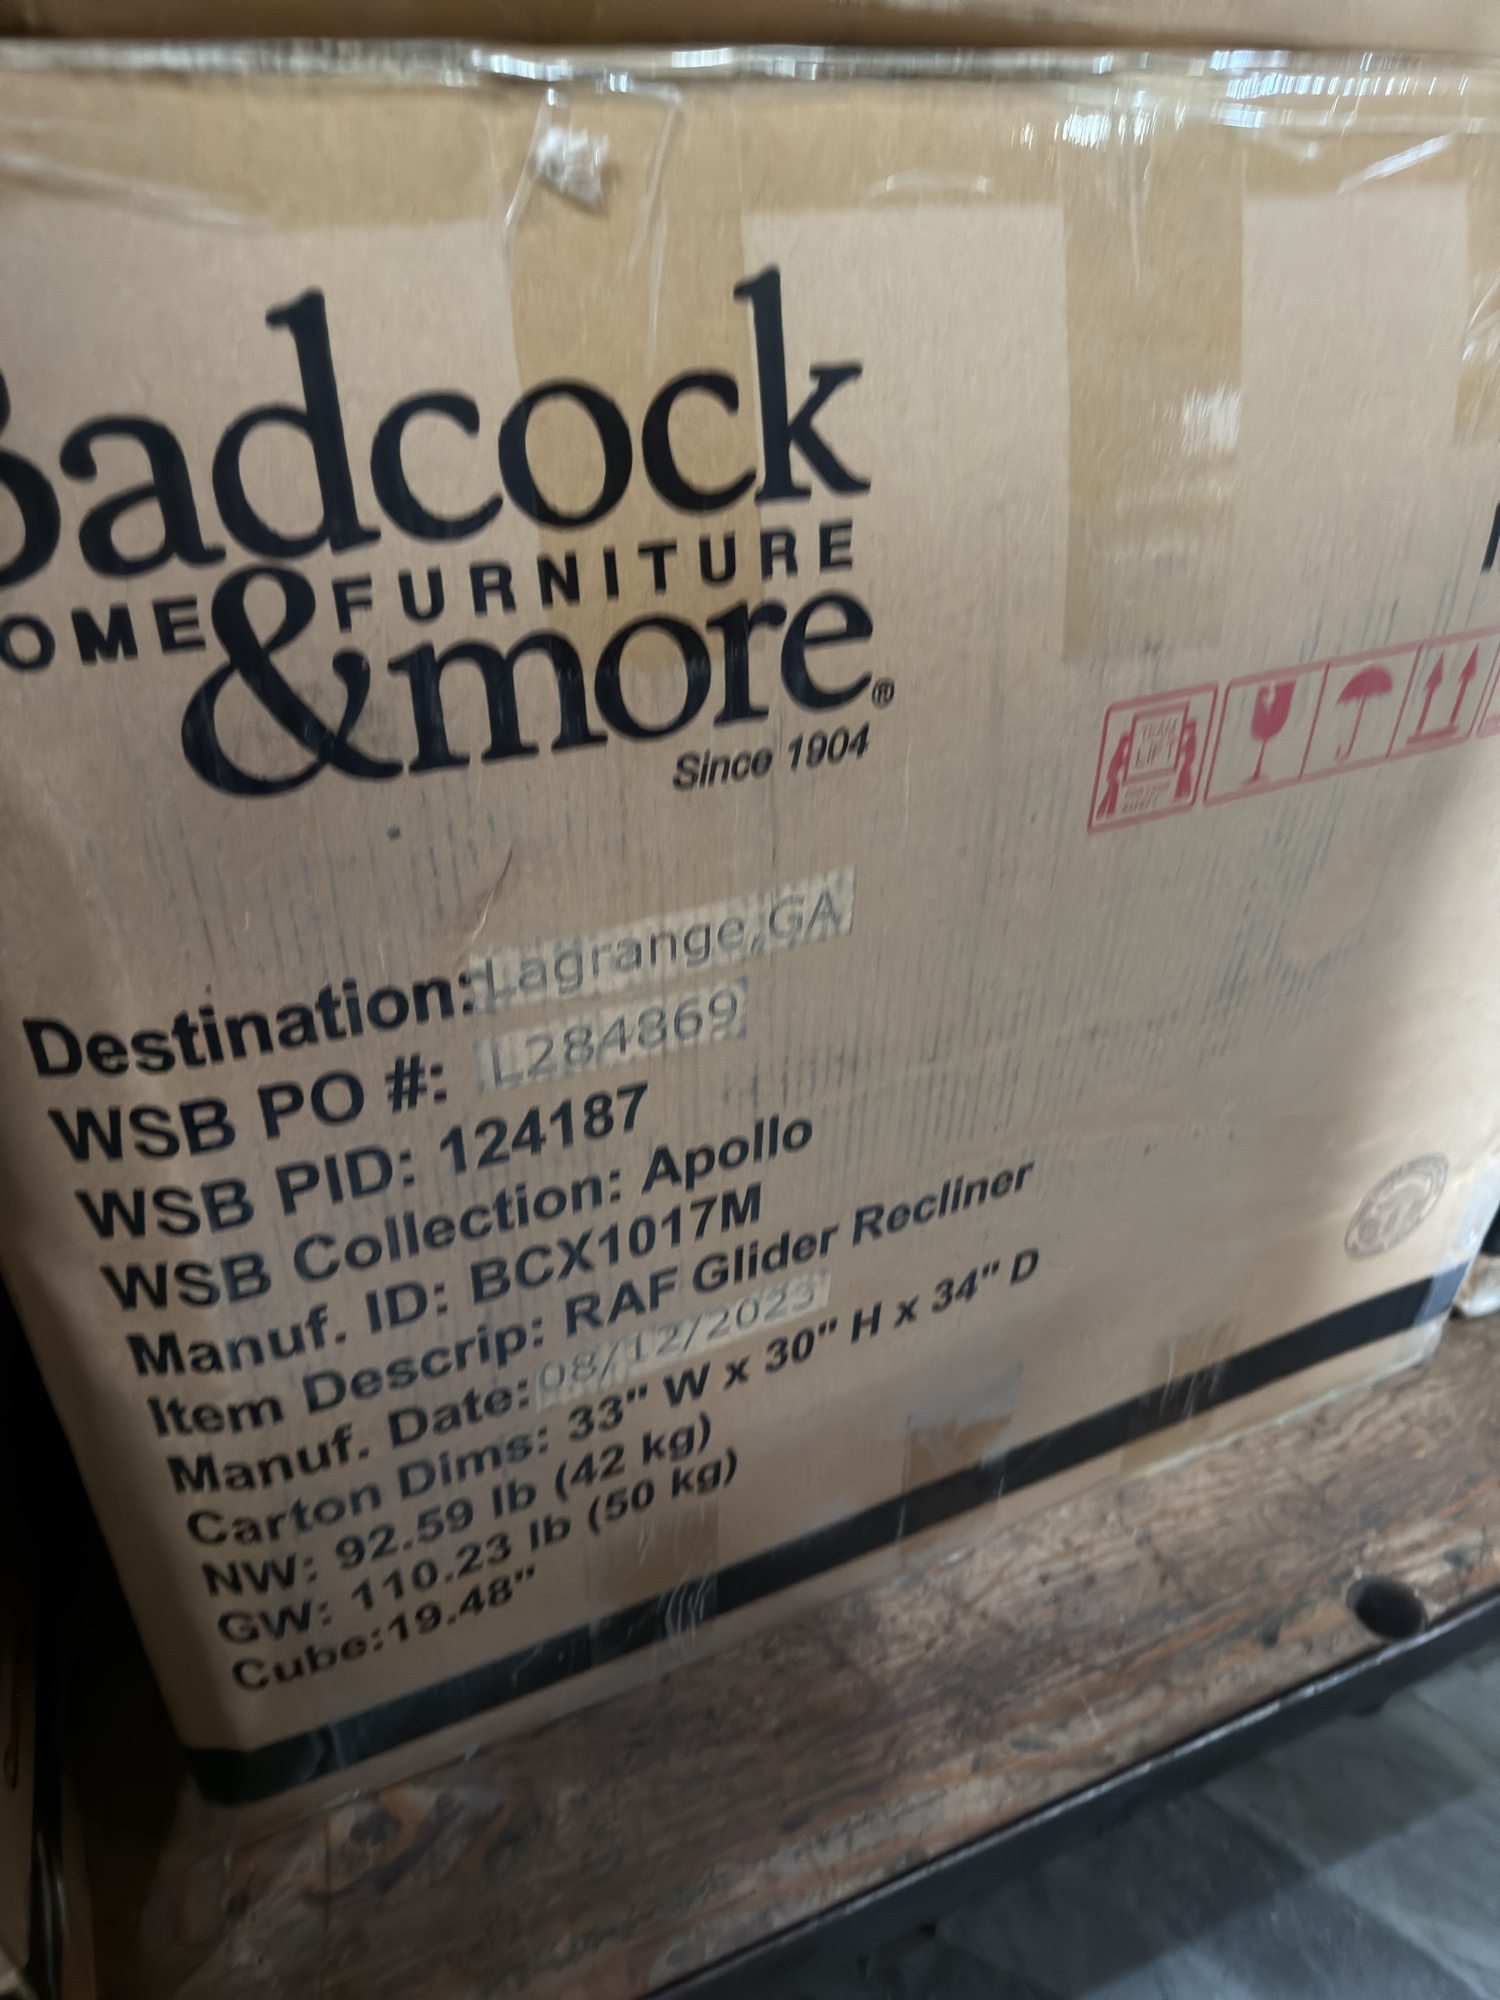 Badcock
HOME FURNITURE
&more®
Since 1904
TEAM
LIFT
Destination: Lagrange,GA
WSB PO #: L284869
WSB PID: 124187
WSB Collection: Apollo
Manuf. ID: BCX1017M
Item Descrip: RAF Glider Recliner
Manuf. Date: 08/12/2023
Carton Dims: 33" W x 30" H x 34" D
NW: 92.59 lb (42 kg)
GW: 110.23 lb (50 kg)
Cube:19.48"